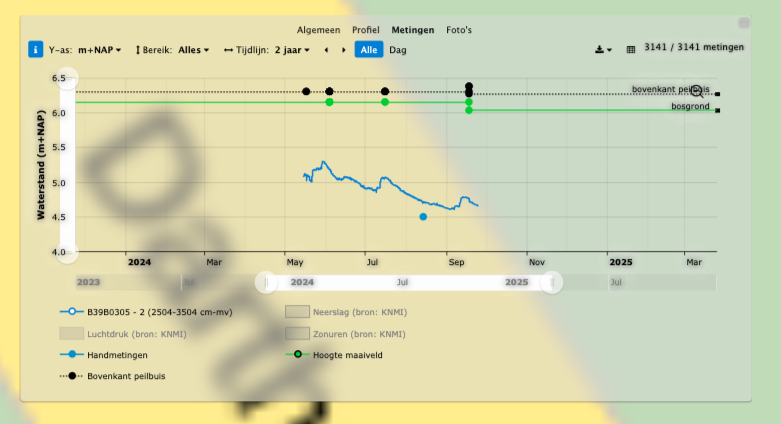 Algemeen Profiel Metingen Foto's
i Y-as: m+NAP Bereik: Alles Tijdlijn: 2 jaar Alle Dag 3141 / 3141 metingen
6.5
bovenkant peilbuis
bosgrond
6.0
5.5
5.0
4.5
4.0
Waterstand (m+NAP)
2024 Mar May Jul Sep Nov 2025 Mar
2023 Jul 2024 Jul 2025 Jul
B39B0305 - 2 (2504-3504 cm-mv) Neerslag (bron: KNMI)
Luchtdruk (bron: KNMI) Zonuren (bron: KNMI)
Handmetingen Hoogte maaiveld
Bovenkant peilbuis